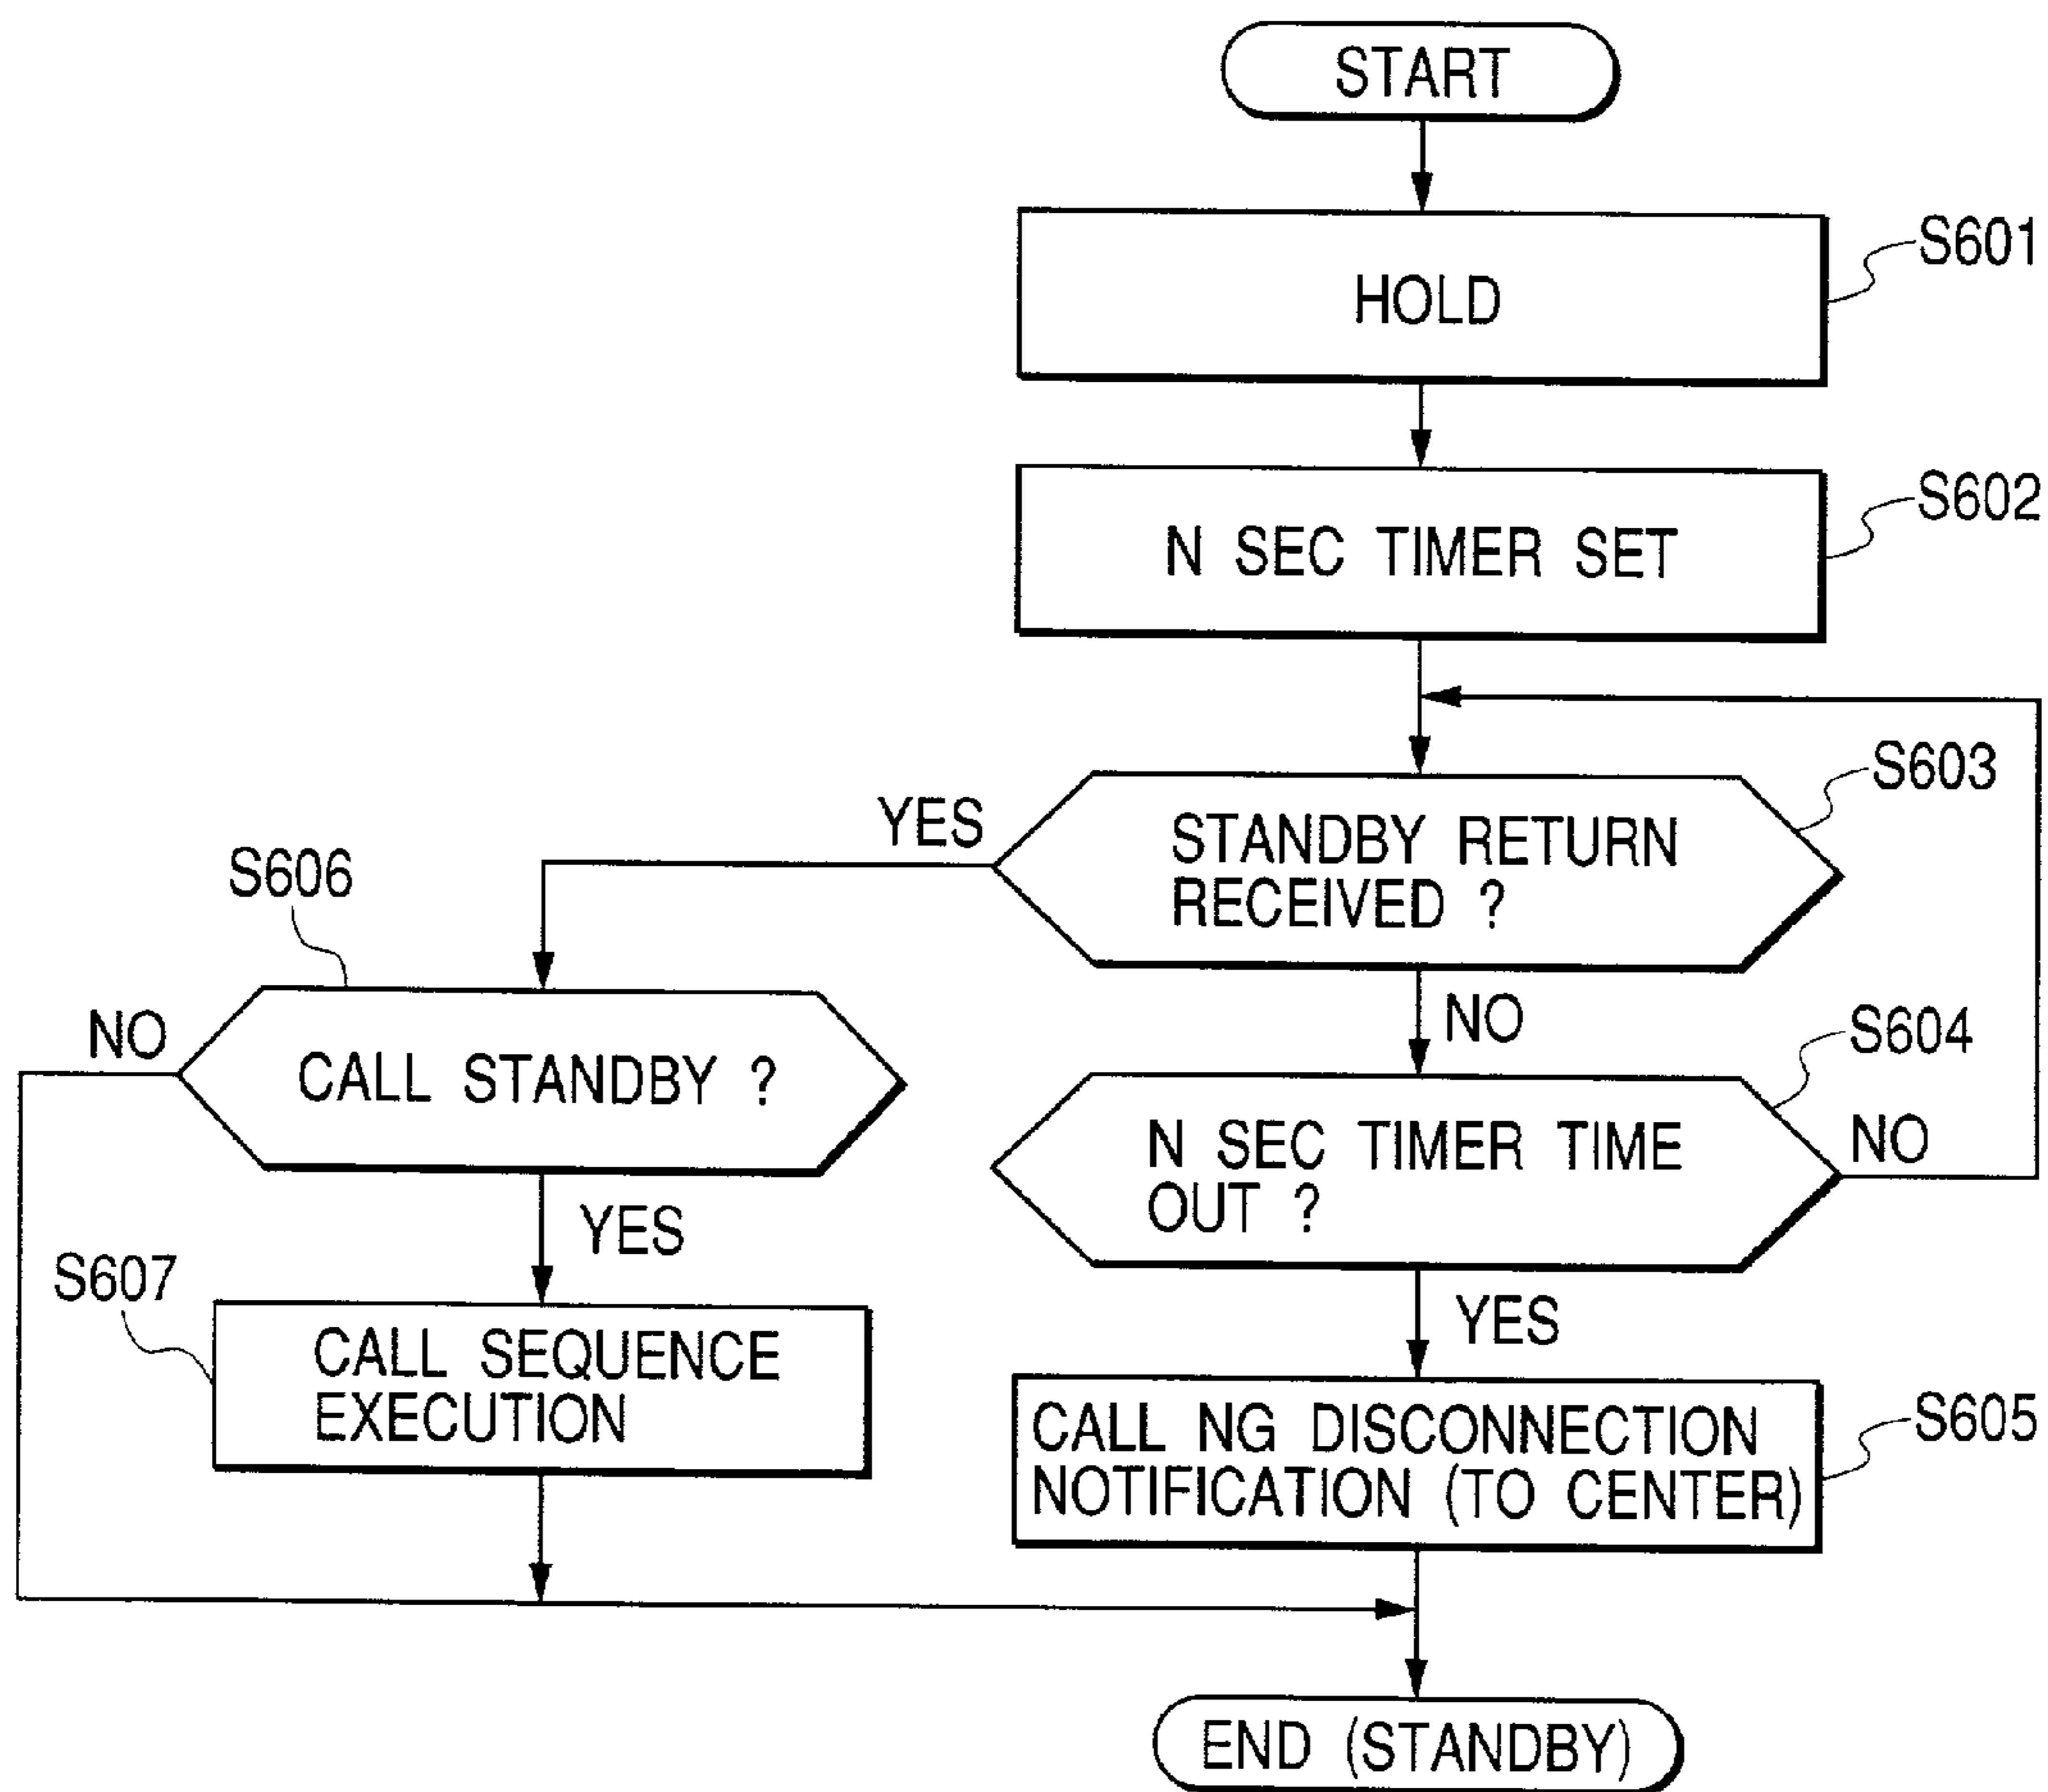 START
HOLD
S601
N SEC TIMER SET
S602
STANDBY RETURN
RECEIVED ?
S603
YES
NO
S606
CALL STANDBY ?
NO
YES
N SEC TIMER TIME
OUT ?
S604
NO
YES
S607
CALL SEQUENCE
EXECUTION
CALL NG DISCONNECTION
NOTIFICATION (TO CENTER)
S605
END (STANDBY)